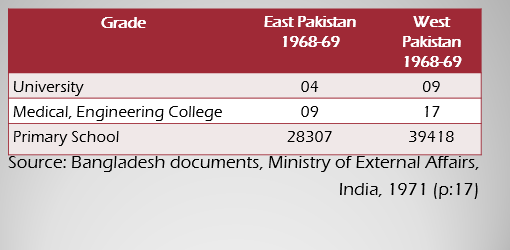 Grade East Pakistan 1968-69 West Pakistan 1968-69
University 04 09
Medical, Engineering College 09 17
Primary School 28307 39418
Source: Bangladesh documents, Ministry of External Affairs,
India, 1971 (p:17)